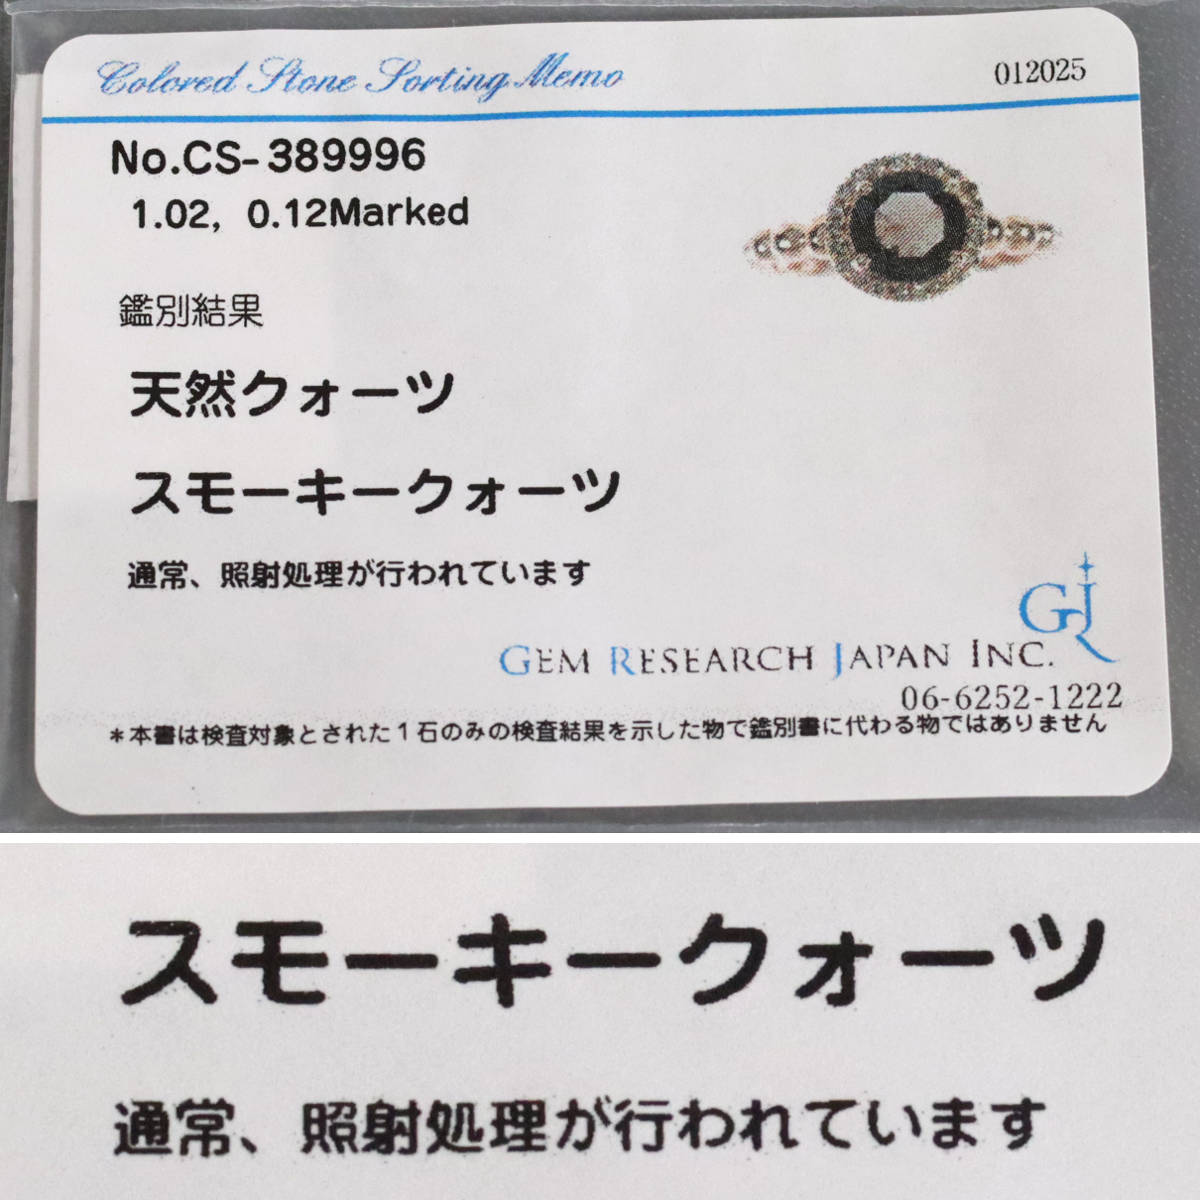 Colored Stone Sorting Memo
012025
No.CS-389996
1.02, 0.12Marked
鑑別結果
天然クォーツ
スモーキークォーツ
通常、照射処理が行われています
GJ
GEM RESEARCH JAPAN INC.
06-6252-1222
*本書は検査対象とされた1石のみの検査結果を示した物で鑑別書に代わる物ではありません
スモーキークォーツ
通常、照射処理が行われています